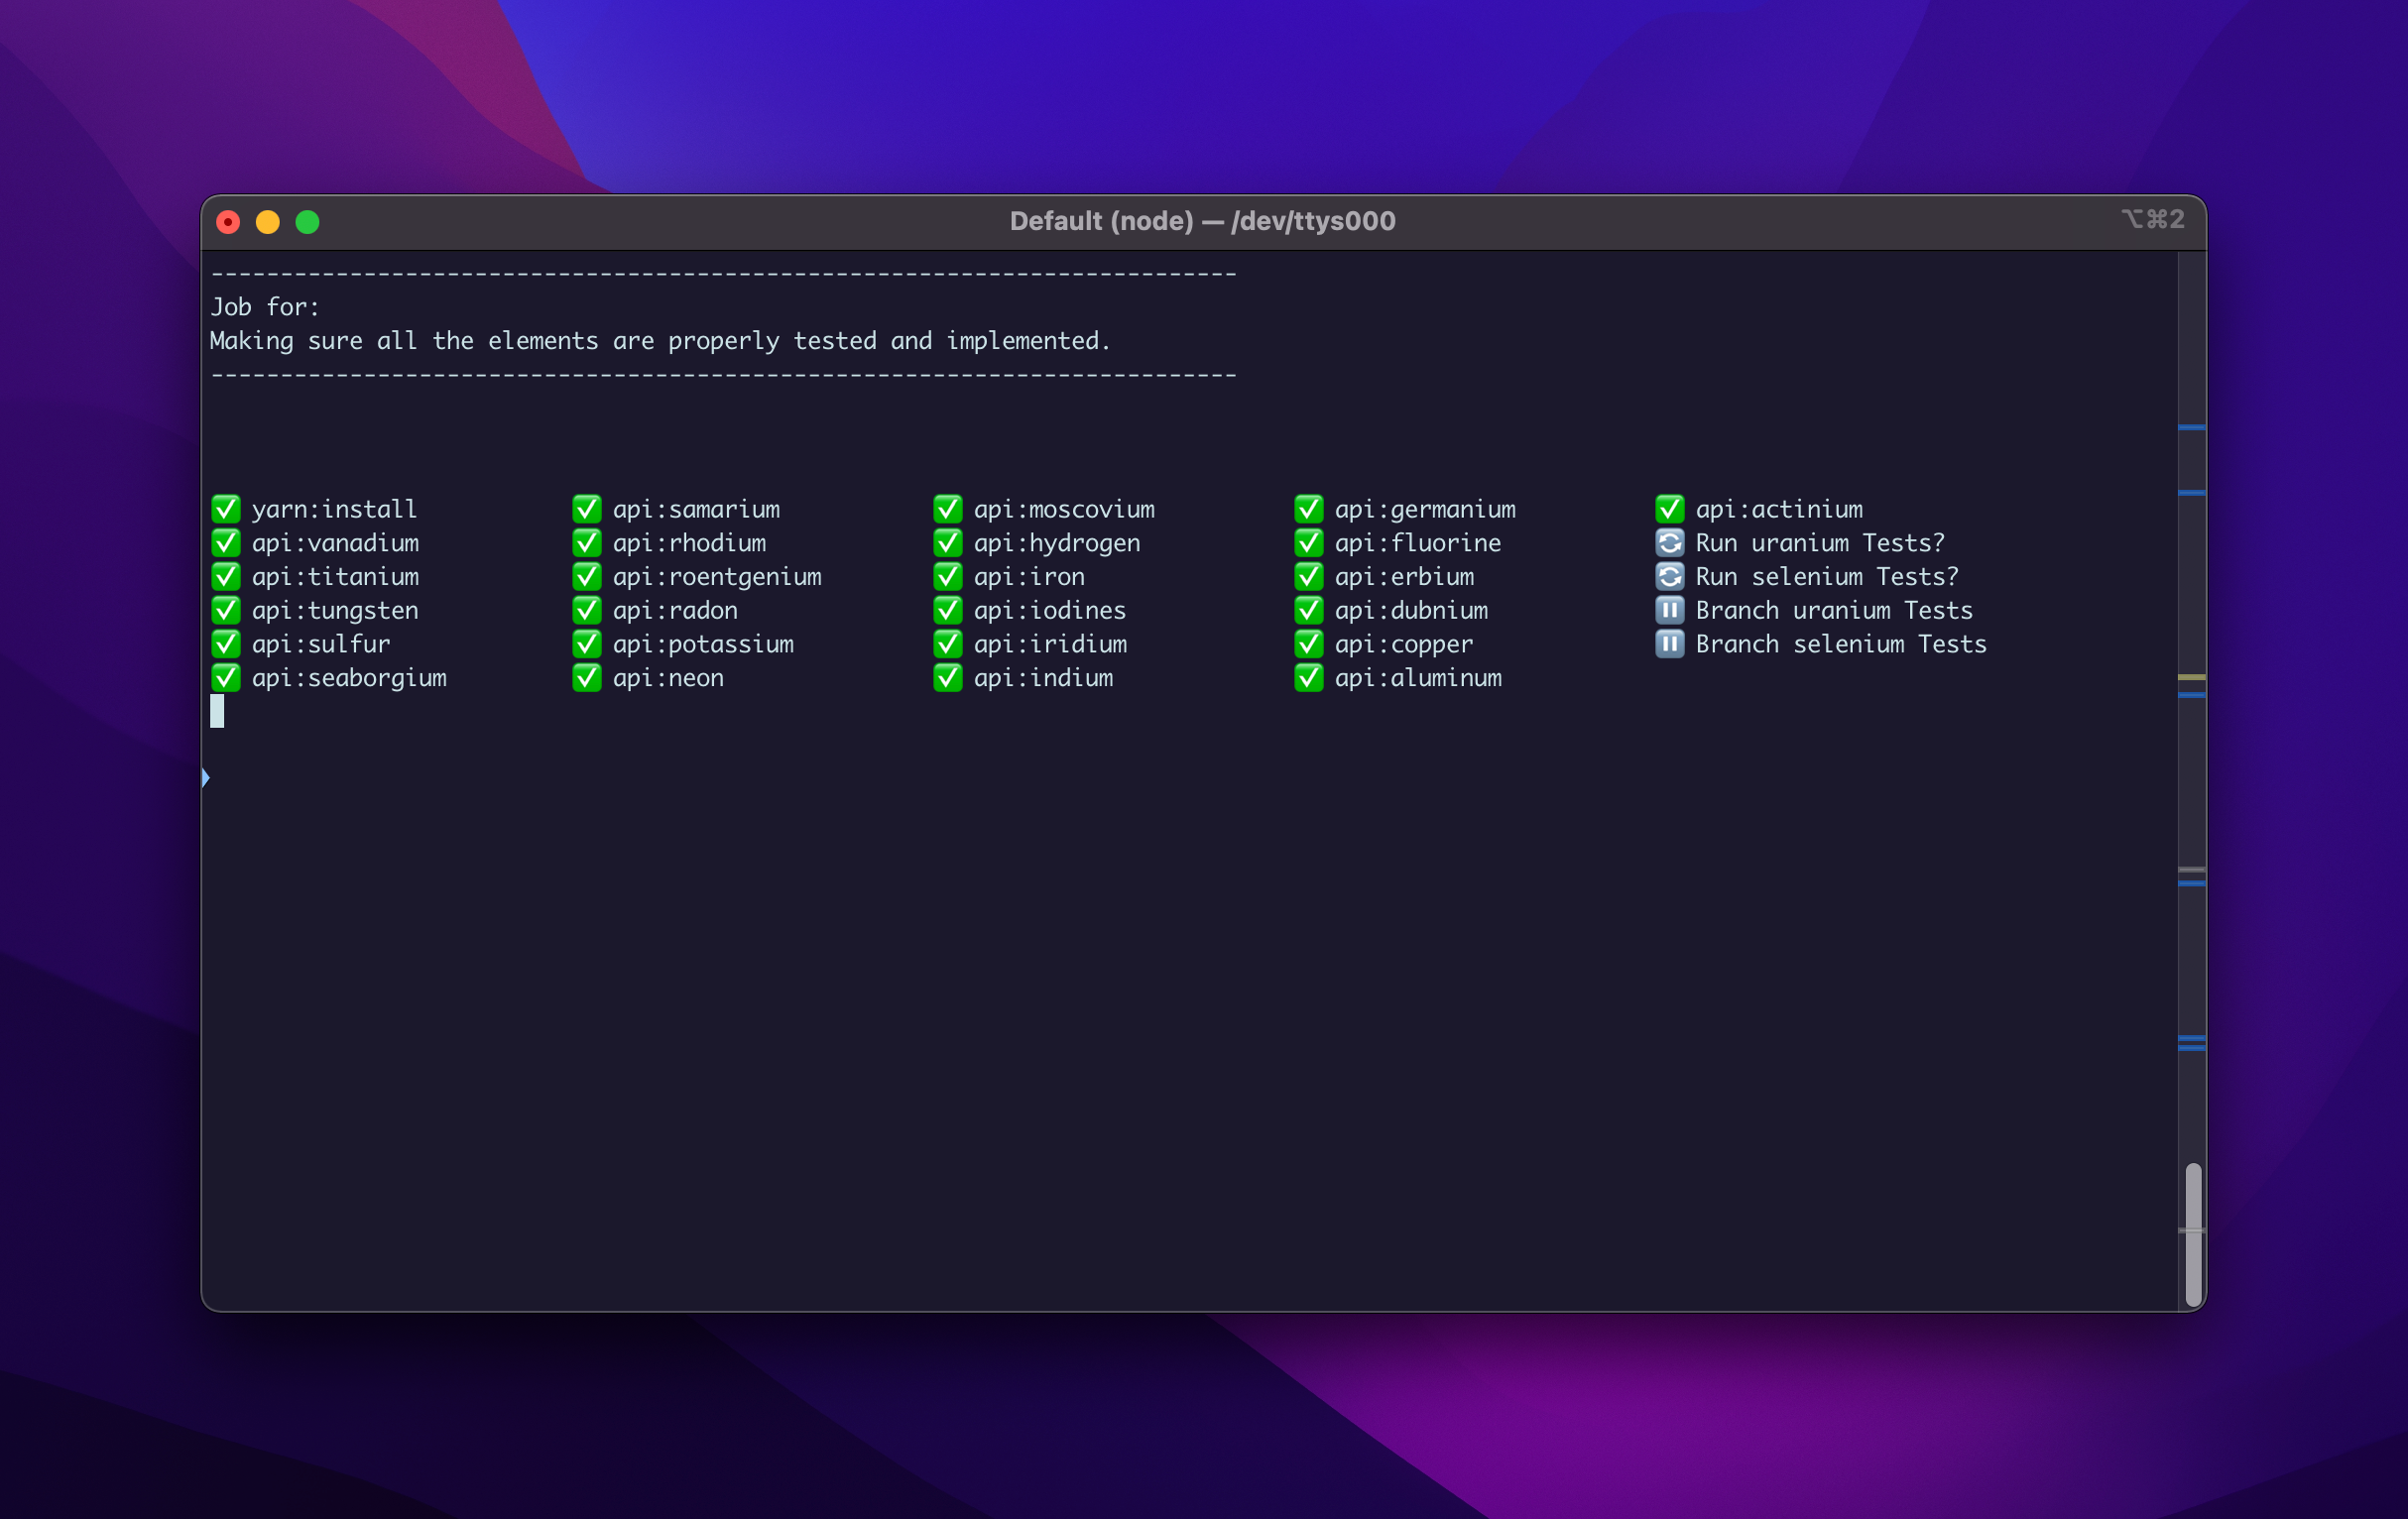 Default (node) — /dev/ttys000 ⌥⌘2
--------------------------------------------------------------------------
Job for:
Making sure all the elements are properly tested and implemented.
--------------------------------------------------------------------------
✅ yarn:install ✅ api:samarium ✅ api:moscovium ✅ api:germanium ✅ api:actinium
✅ api:vanadium ✅ api:rhodium ✅ api:hydrogen ✅ api:fluorine 🔄 Run uranium Tests?
✅ api:titanium ✅ api:roentgenium ✅ api:iron ✅ api:erbium 🔄 Run selenium Tests?
✅ api:tungsten ✅ api:radon ✅ api:iodines ✅ api:dubnium ⏸ Branch uranium Tests
✅ api:sulfur ✅ api:potassium ✅ api:iridium ✅ api:copper ⏸ Branch selenium Tests
✅ api:seaborgium ✅ api:neon ✅ api:indium ✅ api:aluminum